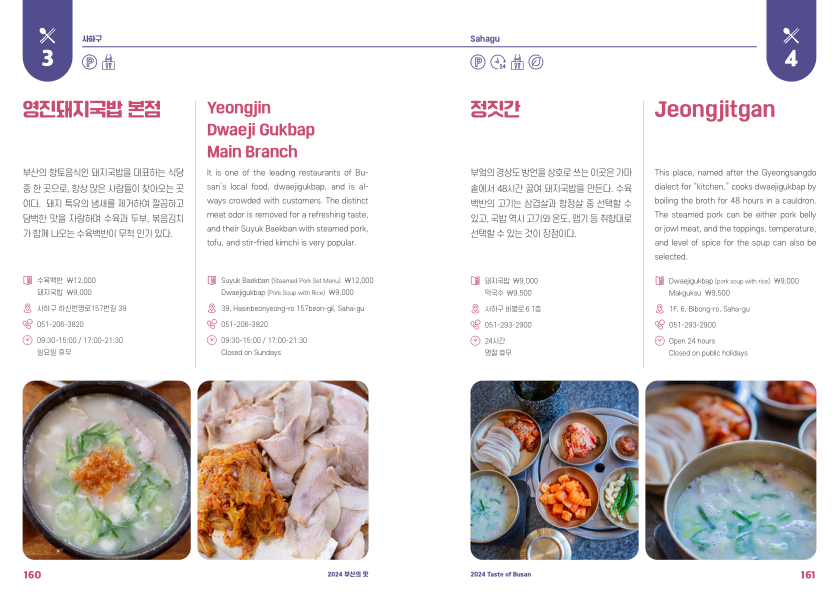 3
사하구
영진돼지국밥 본점
부산의 향토음식인 돼지국밥을 대표하는 식당
중 한 곳으로, 항상 많은 사람들이 찾아오는 곳
이다. 돼지 특유의 냄새를 제거하여 깔끔하고
담백한 맛을 자랑하며 수육과 두부, 볶음김치
가 함께 나오는 수육백반이 무척 인기 있다.
수육백반 ₩12,000
돼지국밥 ₩9,000
사하구 하신번영로157번길 39
051-206-3820
09:30-15:00 / 17:00-21:30
일요일 휴무
Yeongjin
Dwaeji Gukbap
Main Branch
It is one of the leading restaurants of Bu-
san's local food, dwaejigukbap, and is al-
ways crowded with customers. The distinct
meat odor is removed for a refreshing taste,
and their Suyuk Baekban with steamed pork,
tofu, and stir-fried kimchi is very popular.
Suyuk Baekban (Steamed Pork Set Menu) ₩12,000
Dwaejigukbap (Pork Soup with Rice) ₩9,000
39, Hasinbeonyeong-ro 157beon-gil, Saha-gu
051-206-3820
09:30-15:00 / 17:00-21:30
Closed on Sundays
160
2024 부산의 맛
Sahagu
4
정짓간
부엌의 경상도 방언을 상호로 쓰는 이곳은 가마
솥에서 48시간 끓여 돼지국밥을 만든다. 수육
백반의 고기는 삼겹살과 항정살 중 선택할 수
있고, 국밥 역시 고기와 온도, 맵기 등 취향대로
선택할 수 있는 것이 장점이다.
돼지국밥 ₩9,000
막국수 ₩9,500
사하구 비봉로 6 1층
051-293-2900
24시간
명절 휴무
Jeongjitgan
This place, named after the Gyeongsangdo
dialect for "kitchen," cooks dwaejigukbap by
boiling the broth for 48 hours in a cauldron.
The steamed pork can be either pork belly
or jowl meat, and the toppings, temperature,
and level of spice for the soup can also be
selected.
Dwaejigukbap (pork soup with rice) ₩9,000
Makguksu ₩9,500
1F, 6, Bibong-ro, Saha-gu
051-293-2900
Open 24 hours
Closed on public holidays
2024 Taste of Busan
161